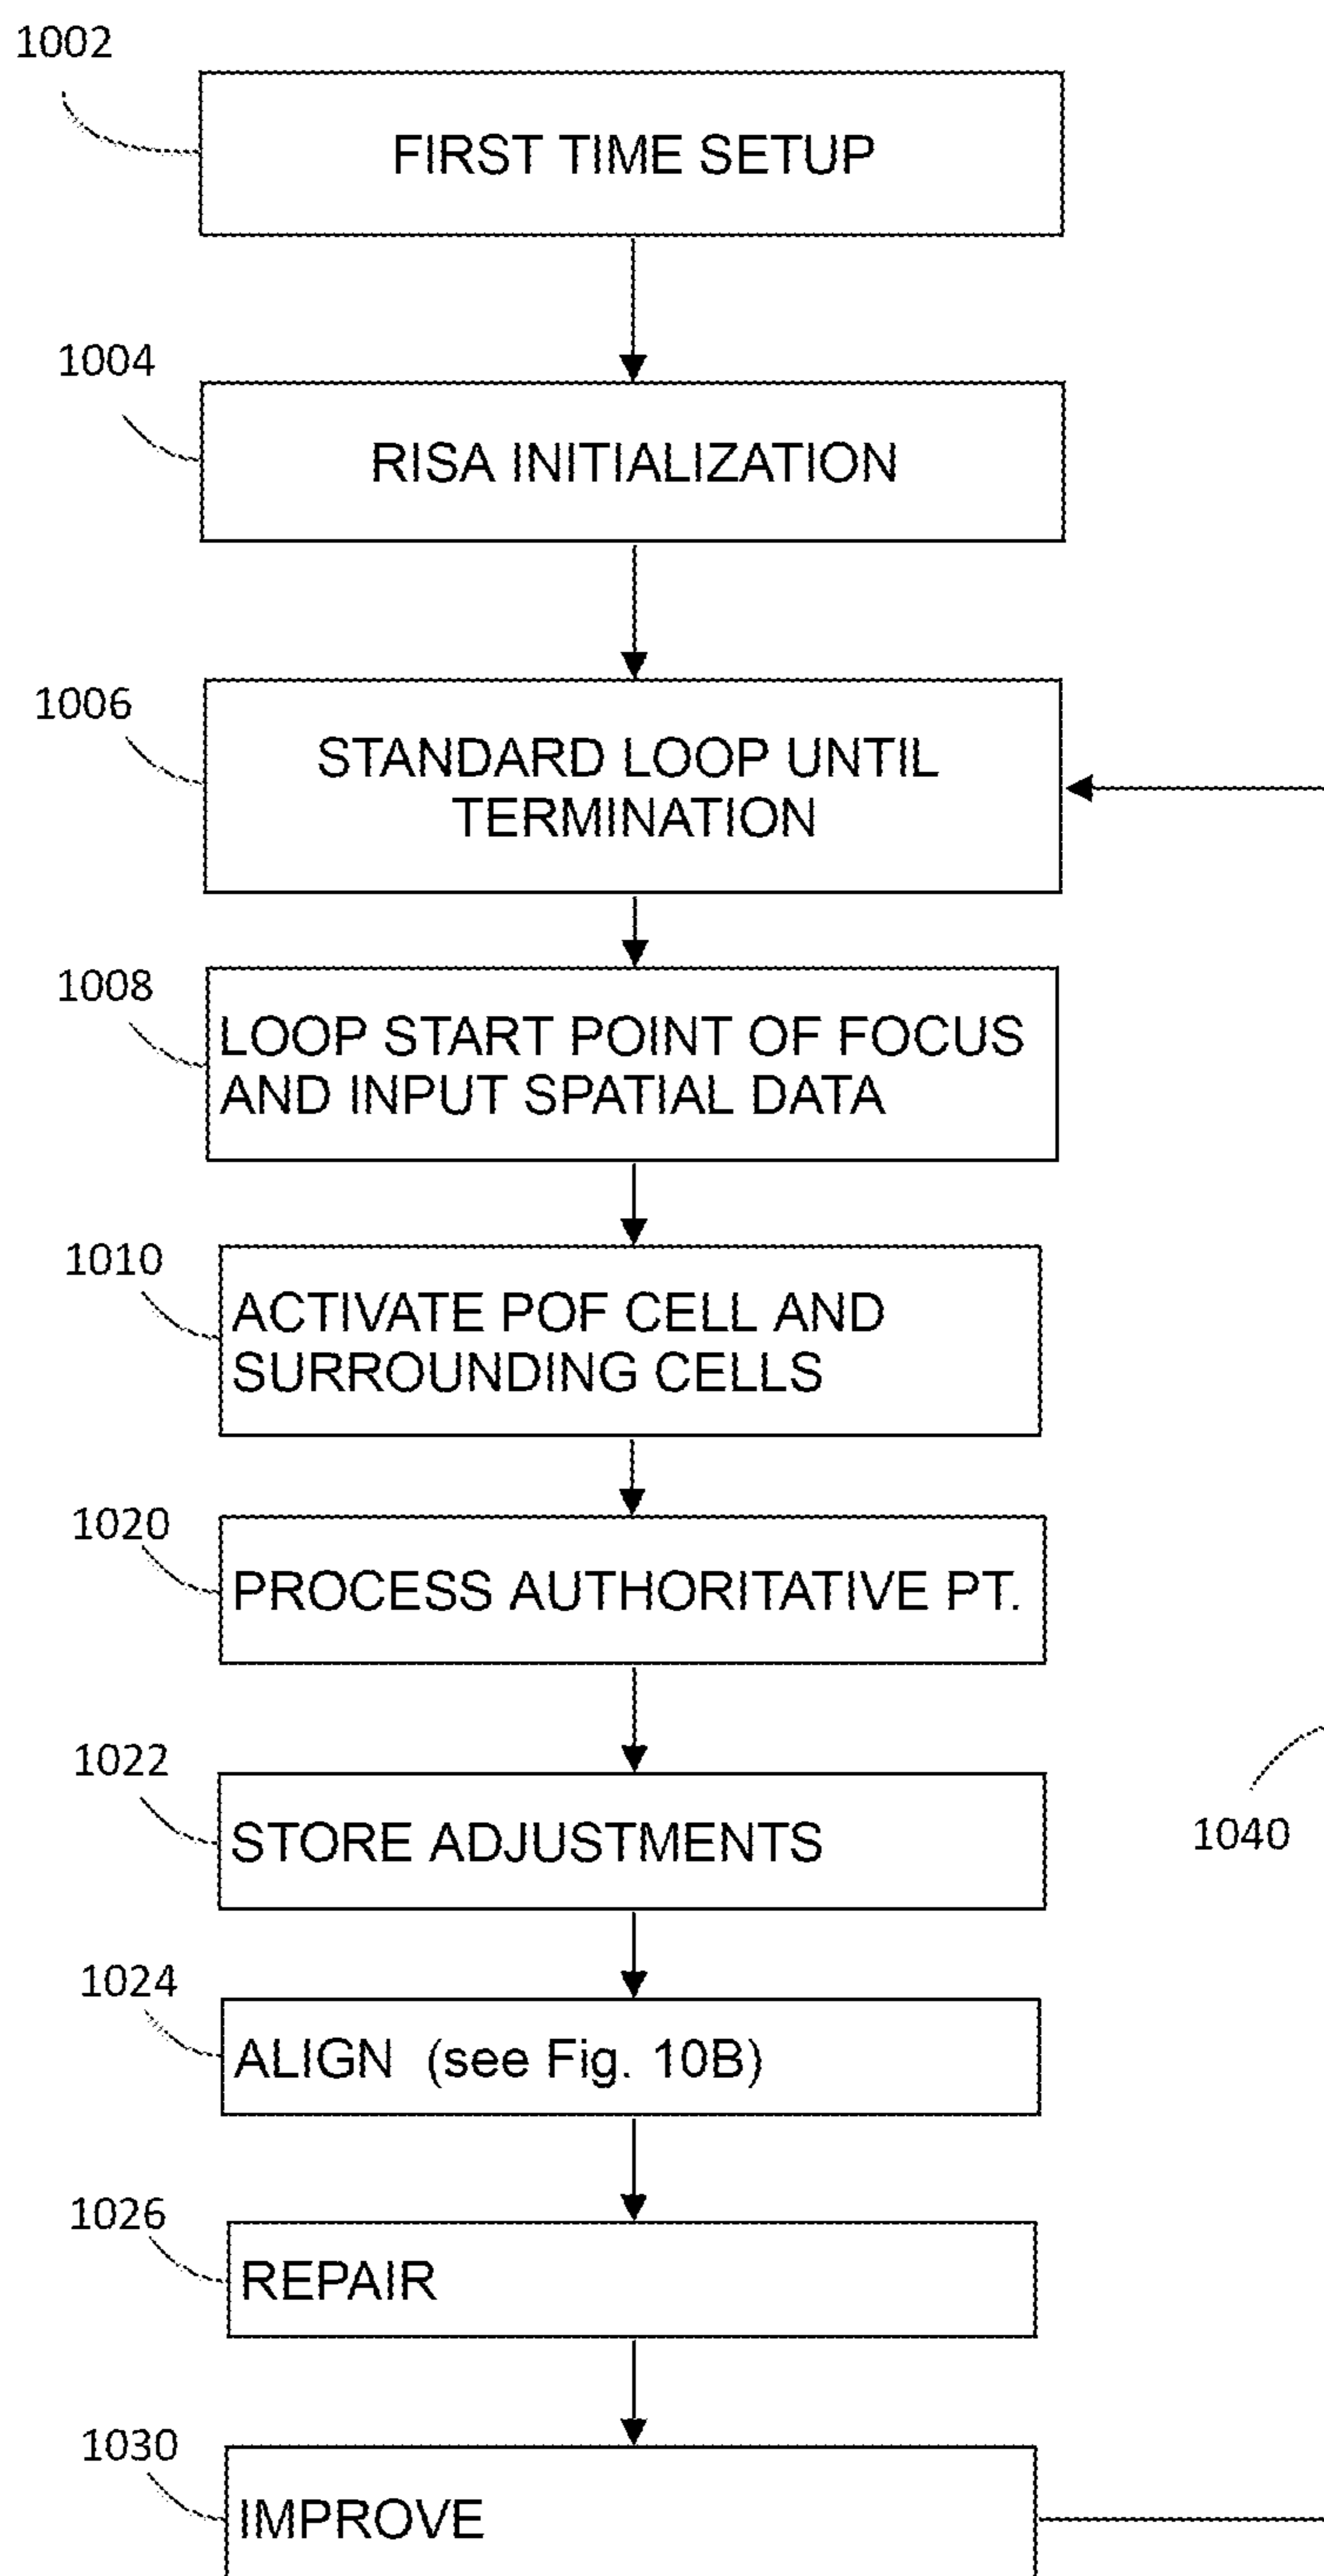 1002
FIRST TIME SETUP
1004
RISA INITIALIZATION
1006
STANDARD LOOP UNTIL
TERMINATION
1008
LOOP START POINT OF FOCUS
AND INPUT SPATIAL DATA
1010
ACTIVATE POF CELL AND
SURROUNDING CELLS
1020
PROCESS AUTHORITATIVE PT.
1022
STORE ADJUSTMENTS
1040
1024
ALIGN (see Fig. 10B)
1026
REPAIR
1030
IMPROVE